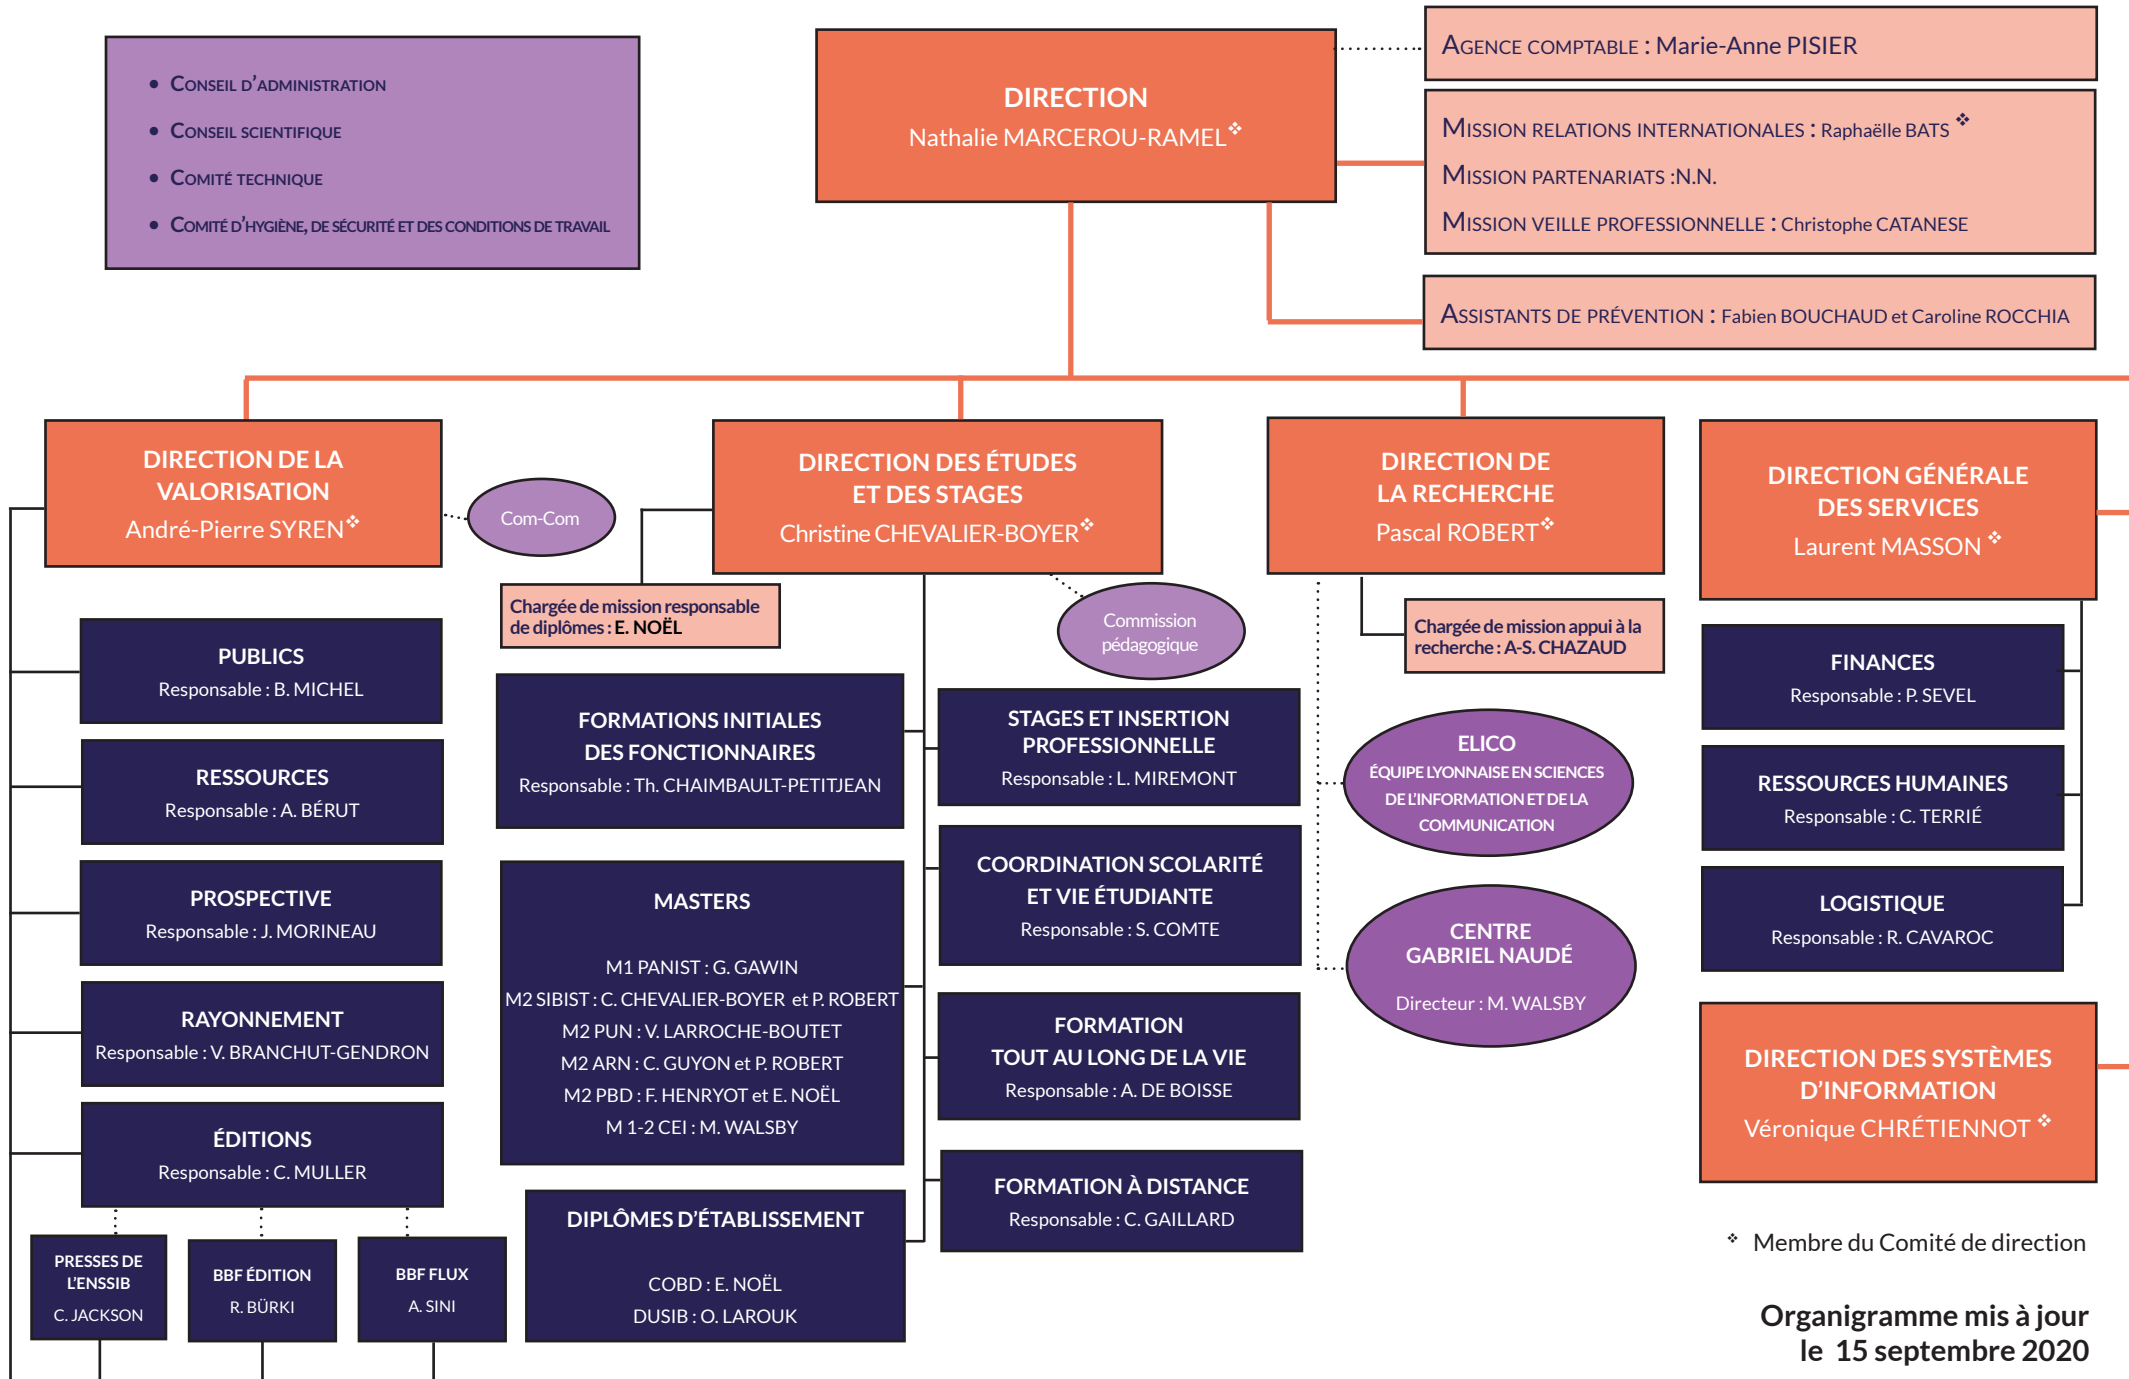 • CONSEIL D'ADMINISTRATION
• CONSEIL SCIENTIFIQUE
• COMITÉ TECHNIQUE
• COMITÉ D'HYGIÈNE, DE SÉCURITÉ ET DES CONDITIONS DE TRAVAIL
DIRECTION
Nathalie MARCEROU-RAMEL❖
AGENCE COMPTABLE : Marie-Anne PISIER
MISSION RELATIONS INTERNATIONALES : Raphaëlle BATS ❖
MISSION PARTENARIATS :N.N.
MISSION VEILLE PROFESSIONNELLE : Christophe CATANESE
ASSISTANTS DE PRÉVENTION : Fabien BOUCHAUD et Caroline ROCCHIA
DIRECTION DE LA
VALORISATION
André-Pierre SYREN❖
Com-Com
PUBLICS
Responsable : B. MICHEL
RESSOURCES
Responsable : A. BÉRUT
PROSPECTIVE
Responsable : J. MORINEAU
RAYONNEMENT
Responsable : V. BRANCHUT-GENDRON
ÉDITIONS
Responsable : C. MULLER
PRESSES DE
L'ENSSIB
C. JACKSON
BBF ÉDITION
R. BÜRKI
BBF FLUX
A. SINI
DIRECTION DES ÉTUDES
ET DES STAGES
Christine CHEVALIER-BOYER❖
Chargée de mission responsable
de diplômes : E. NOËL
Commission
pédagogique
FORMATIONS INITIALES
DES FONCTIONNAIRES
Responsable : Th. CHAIMBAULT-PETITJEAN
MASTERS
M1 PANIST : G. GAWIN
M2 SIBIST : C. CHEVALIER-BOYER et P. ROBERT
M2 PUN : V. LARROCHE-BOUTET
M2 ARN : C. GUYON et P. ROBERT
M2 PBD : F. HENRYOT et E. NOËL
M 1-2 CEI : M. WALSBY
DIPLÔMES D'ÉTABLISSEMENT
COBD : E. NOËL
DUSIB : O. LAROUK
STAGES ET INSERTION
PROFESSIONNELLE
Responsable : L. MIREMONT
COORDINATION SCOLARITÉ
ET VIE ÉTUDIANTE
Responsable : S. COMTE
FORMATION
TOUT AU LONG DE LA VIE
Responsable : A. DE BOISSE
FORMATION À DISTANCE
Responsable : C. GAILLARD
DIRECTION DE
LA RECHERCHE
Pascal ROBERT❖
Chargée de mission appui à la
recherche : A-S. CHAZAUD
ELICO
ÉQUIPE LYONNAISE EN SCIENCES
DE L'INFORMATION ET DE LA
COMMUNICATION
CENTRE
GABRIEL NAUDÉ
Directeur : M. WALSBY
DIRECTION GÉNÉRALE
DES SERVICES
Laurent MASSON ❖
FINANCES
Responsable : P. SEVEL
RESSOURCES HUMAINES
Responsable : C. TERRIÉ
LOGISTIQUE
Responsable : R. CAVAROC
DIRECTION DES SYSTÈMES
D'INFORMATION
Véronique CHRÉTIENNOT ❖
❖ Membre du Comité de direction
Organigramme mis à jour
le 15 septembre 2020